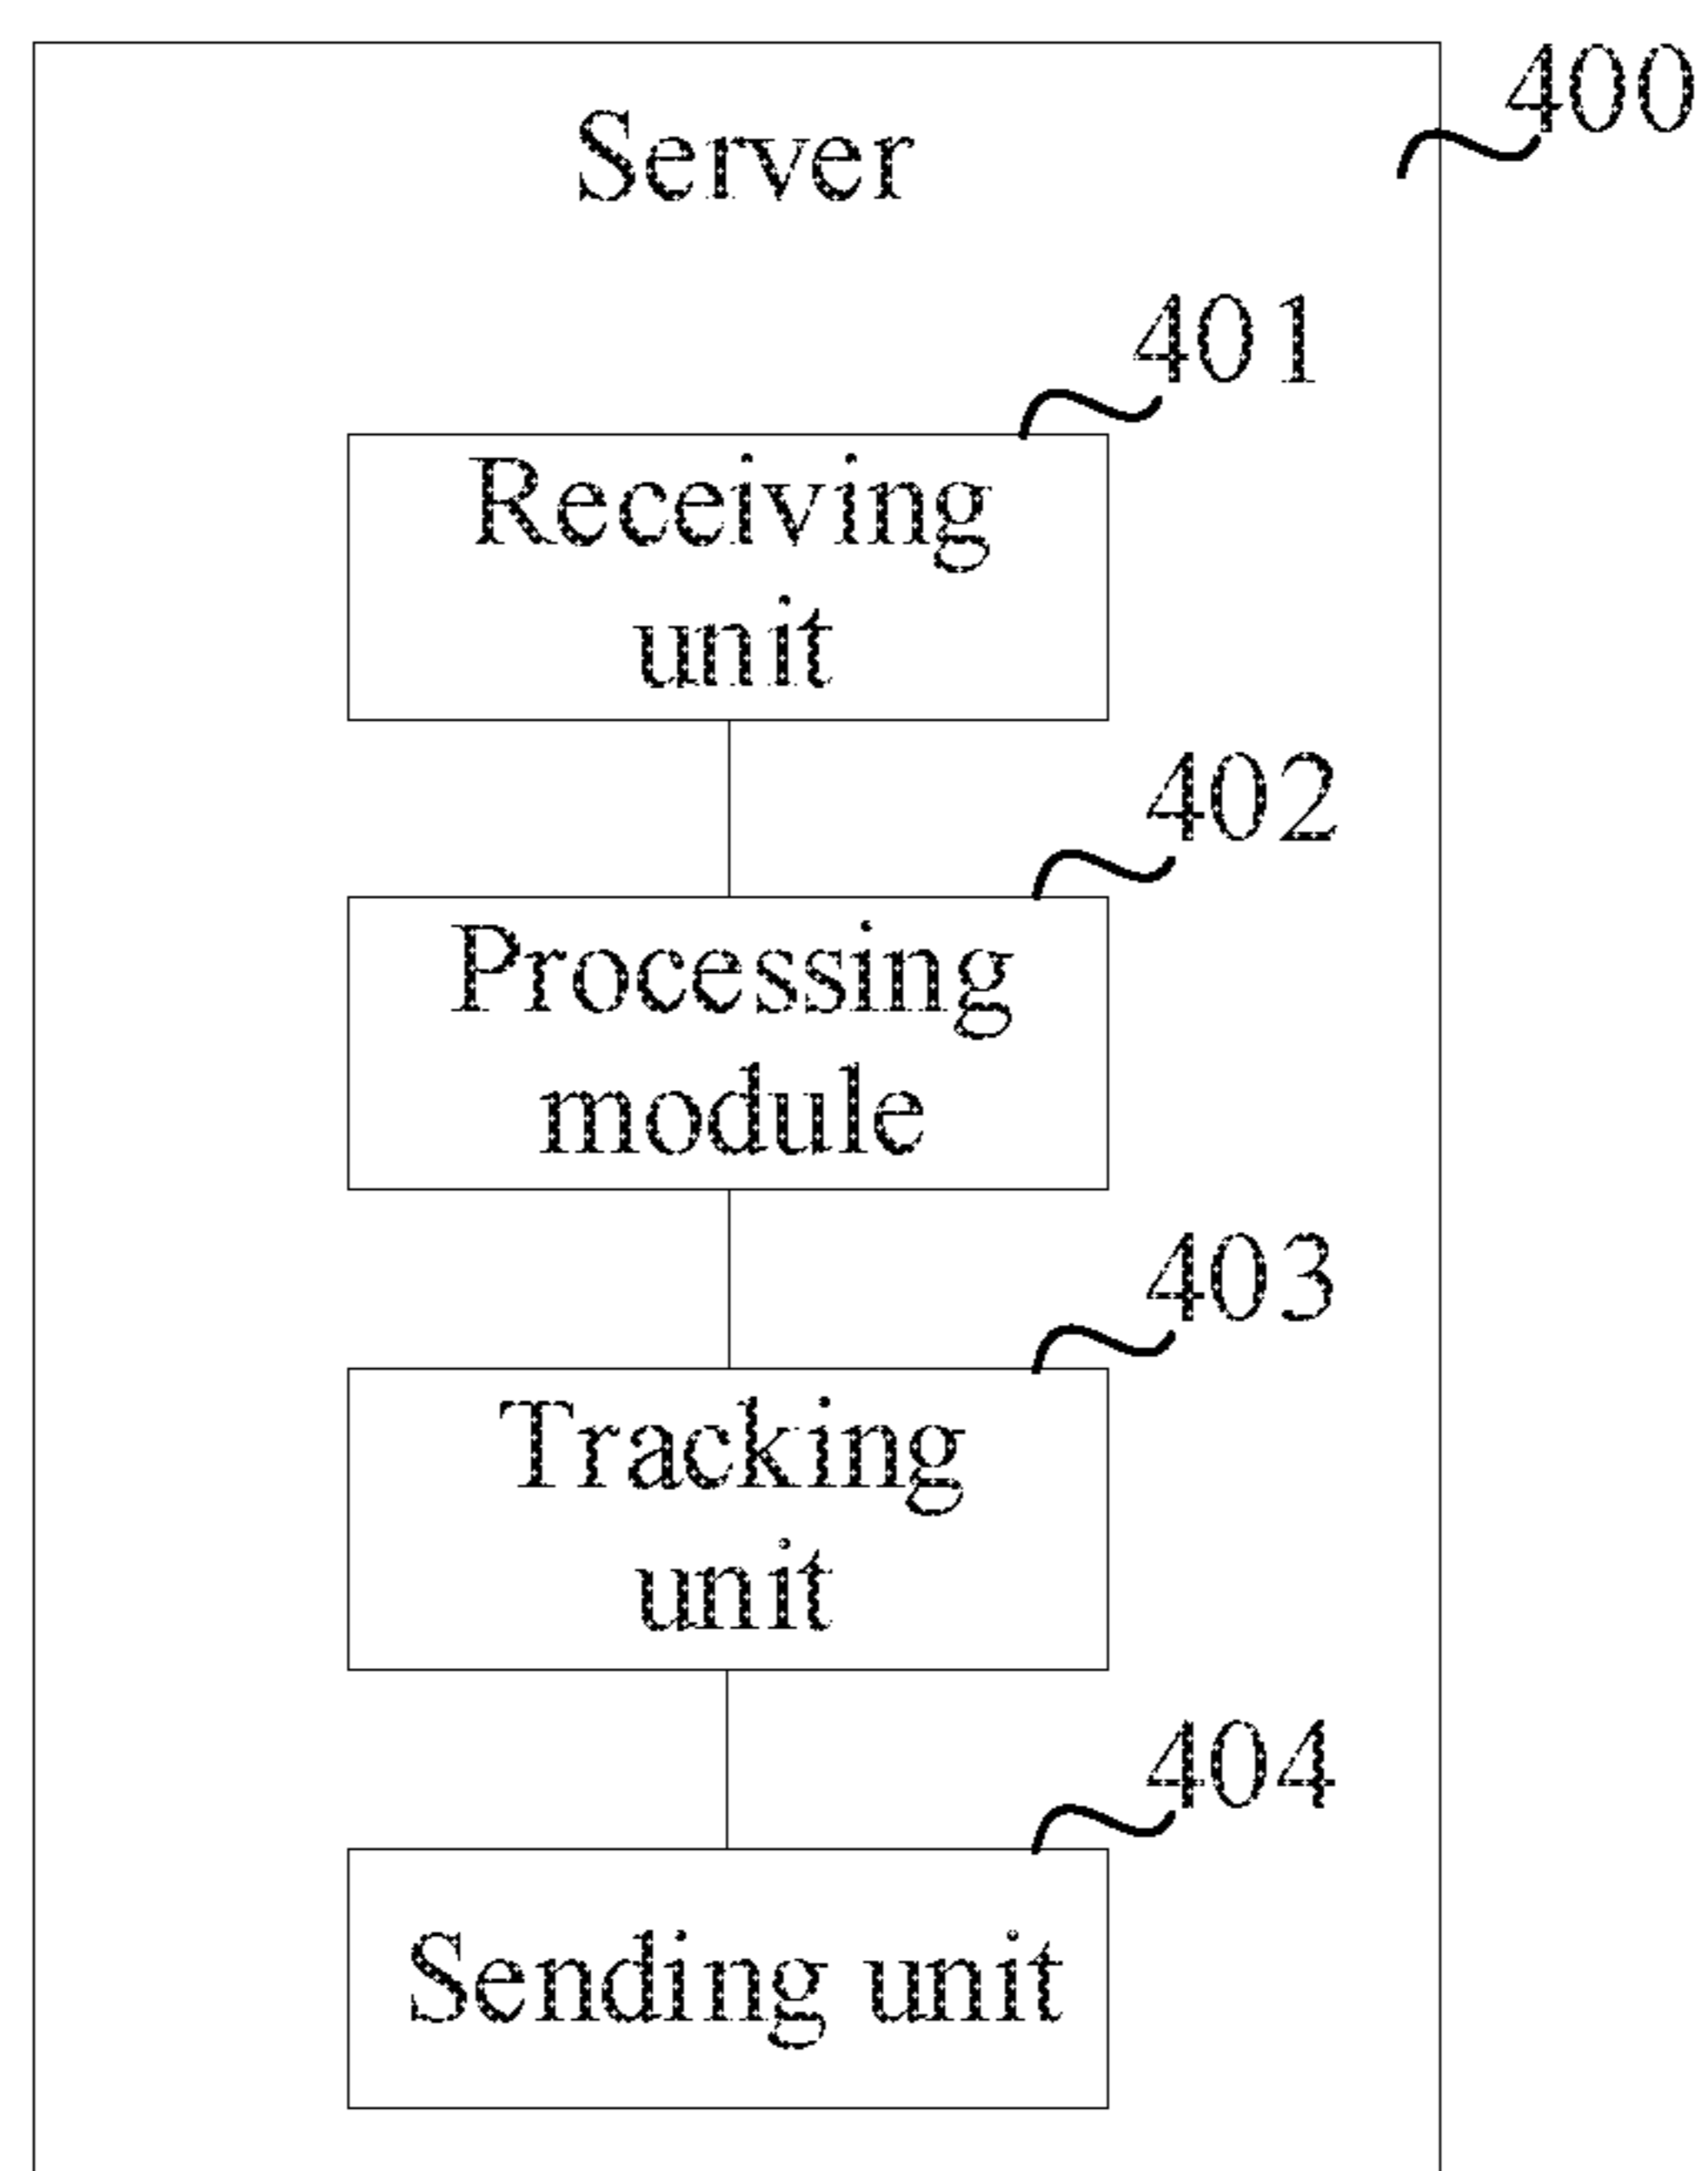 400
Server
401
Receiving
unit
402
Processing
module
403
Tracking
unit
404
Sending unit